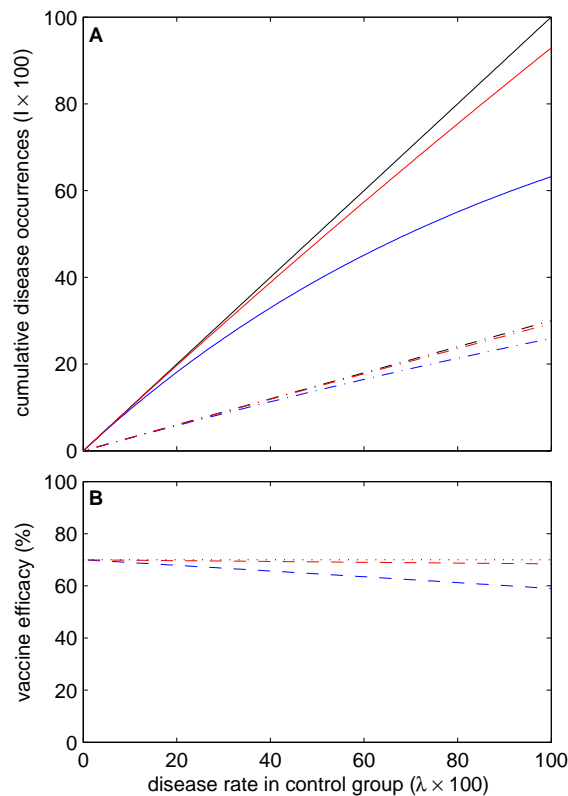 A
cumulative disease occurrences (I × 100)
100
80
60
40
20
0
B
vaccine efficacy (%)
100
80
60
40
20
0
0 20 40 60 80 100
disease rate in control group (λ × 100)